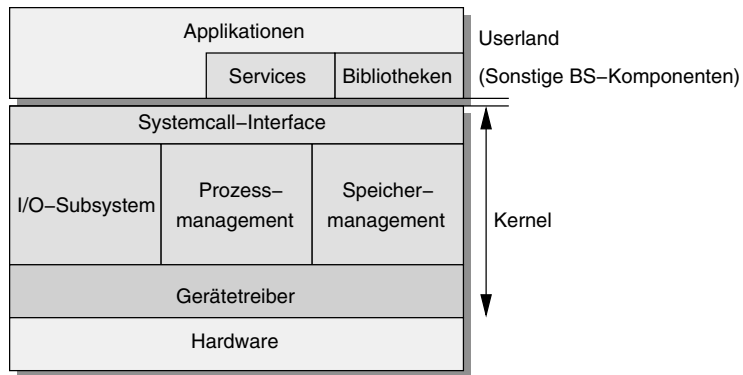 Applikationen
Userland
Services
Bibliotheken
(Sonstige BS–Komponenten)
Systemcall–Interface
I/O–Subsystem
Prozess–
management
Speicher–
management
Kernel
Gerätetreiber
Hardware